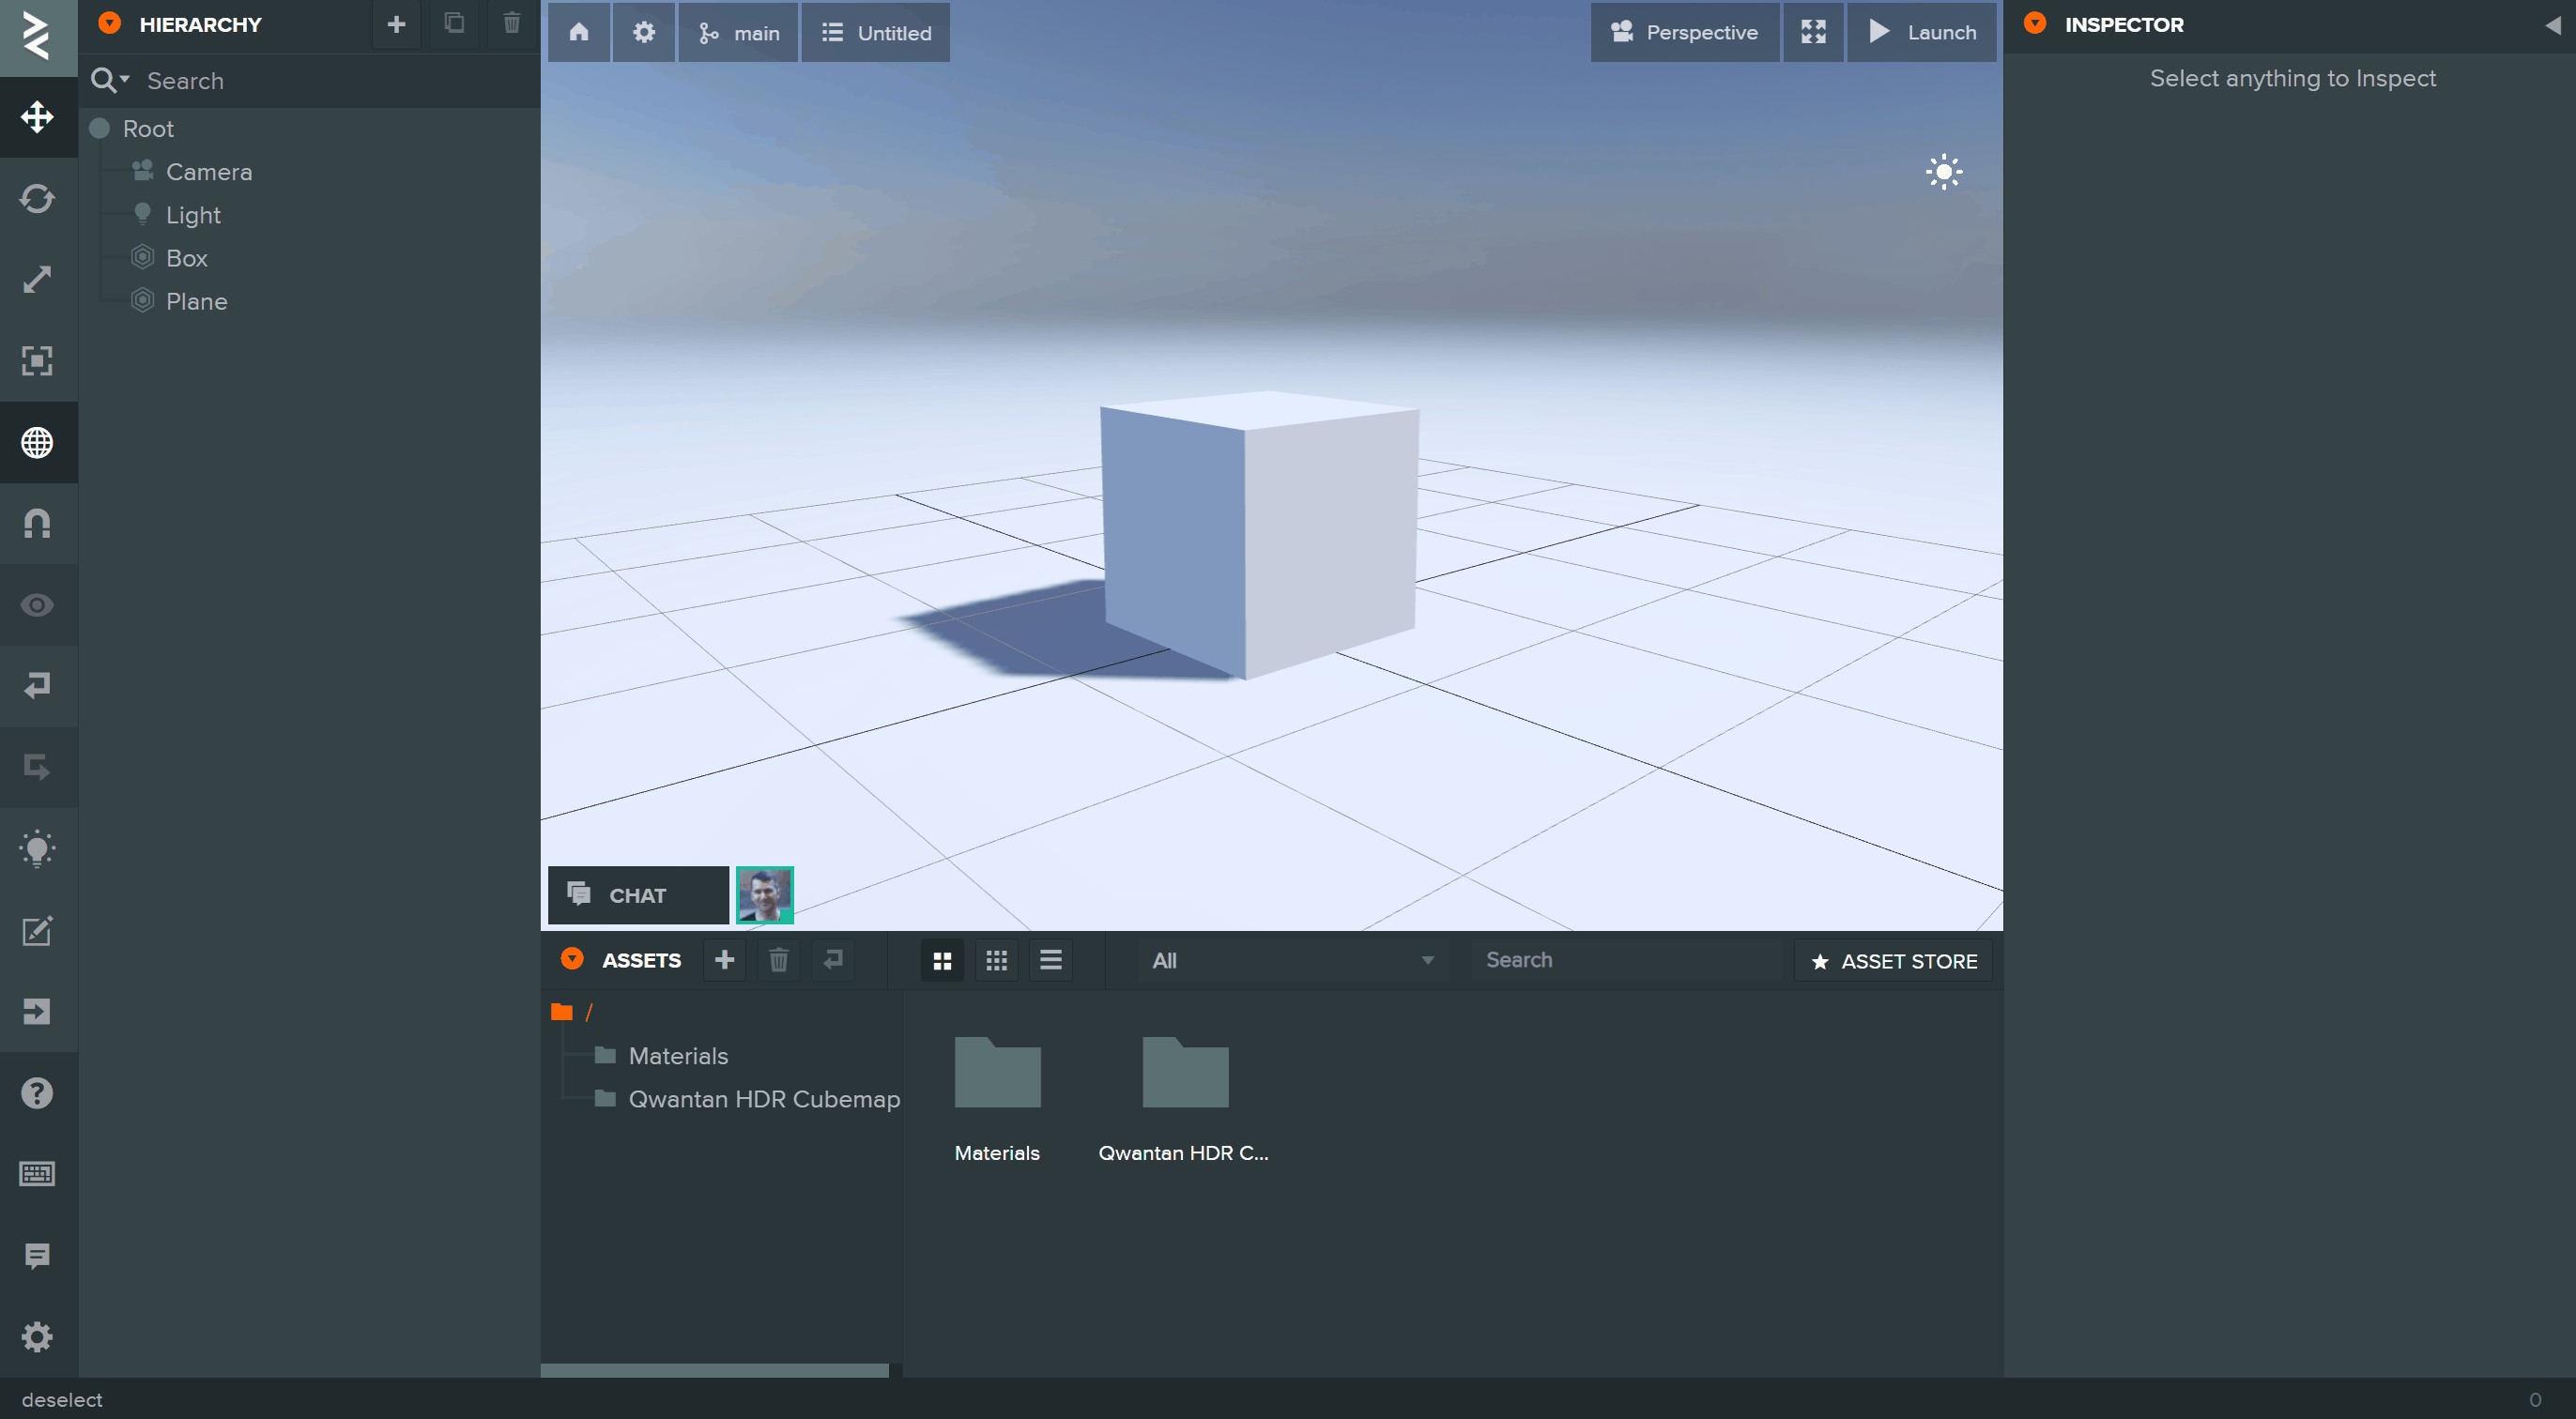 HIERARCHY
Search
Root
Camera
Light
Box
Plane
main
Untitled
Perspective
Launch
INSPECTOR
Select anything to Inspect
CHAT
ASSETS
All
Search
ASSET STORE
/
Materials
Qwantan HDR Cubemap
Materials
Qwantan HDR C...
deselect
0